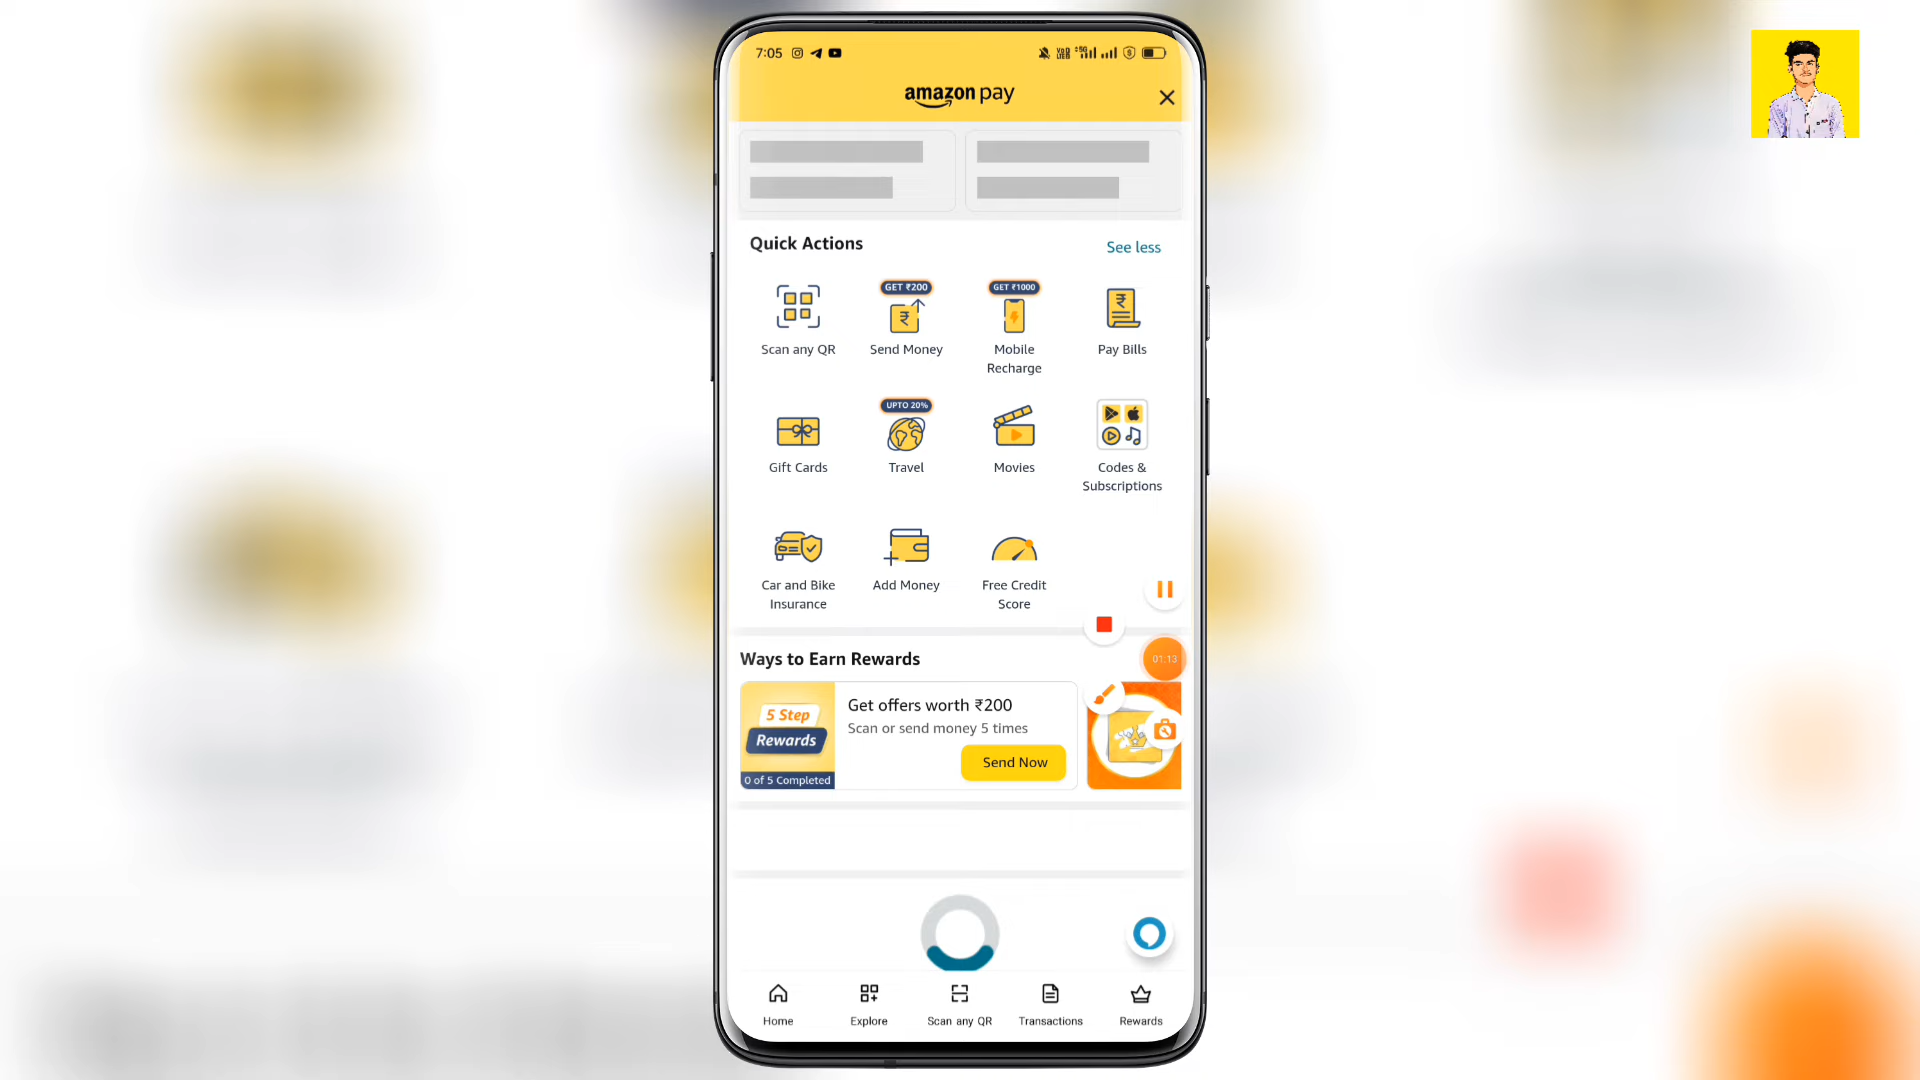 7:05
amazon pay
Quick Actions
See less
GET ₹200
GET ₹1000
Scan any QR
Send Money
Mobile
Recharge
Pay Bills
UPTO 20%
Gift Cards
Travel
Movies
Codes &
Subscriptions
Car and Bike
Insurance
Add Money
Free Credit
Score
Ways to Earn Rewards
01:13
5 Step
Rewards
0 of 5 Completed
Get offers worth ₹200
Scan or send money 5 times
Send Now
Home
Explore
Scan any QR
Transactions
Rewards